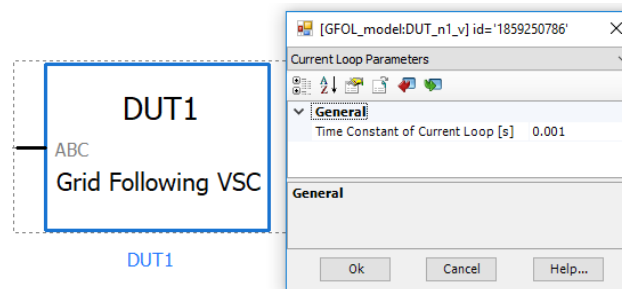 DUT1
ABC
Grid Following VSC
DUT1
[GFOL_model:DUT_n1_v] id='1859250786'
Current Loop Parameters
General
Time Constant of Current Loop [s] 0.001
General
Ok Cancel Help...